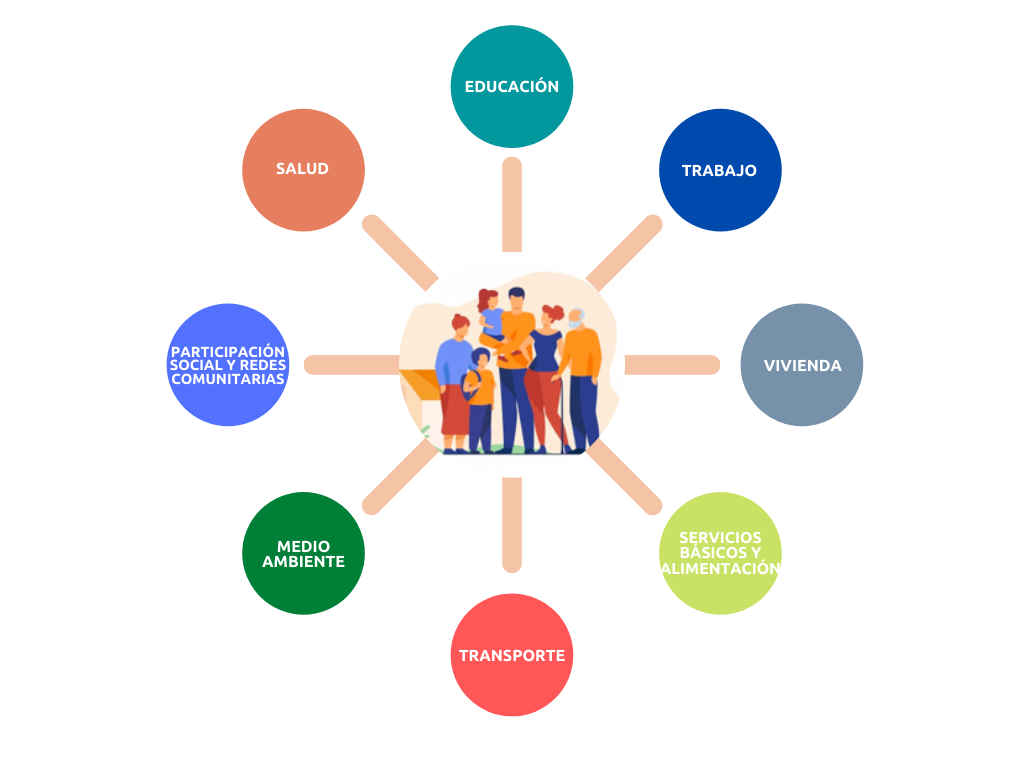 EDUCACIÓN
SALUD
TRABAJO
PARTICIPACIÓN
SOCIAL Y REDES
COMUNITARIAS
VIVIENDA
MEDIO
AMBIENTE
SERVICIOS
BÁSICOS Y
ALIMENTACIÓN
TRANSPORTE